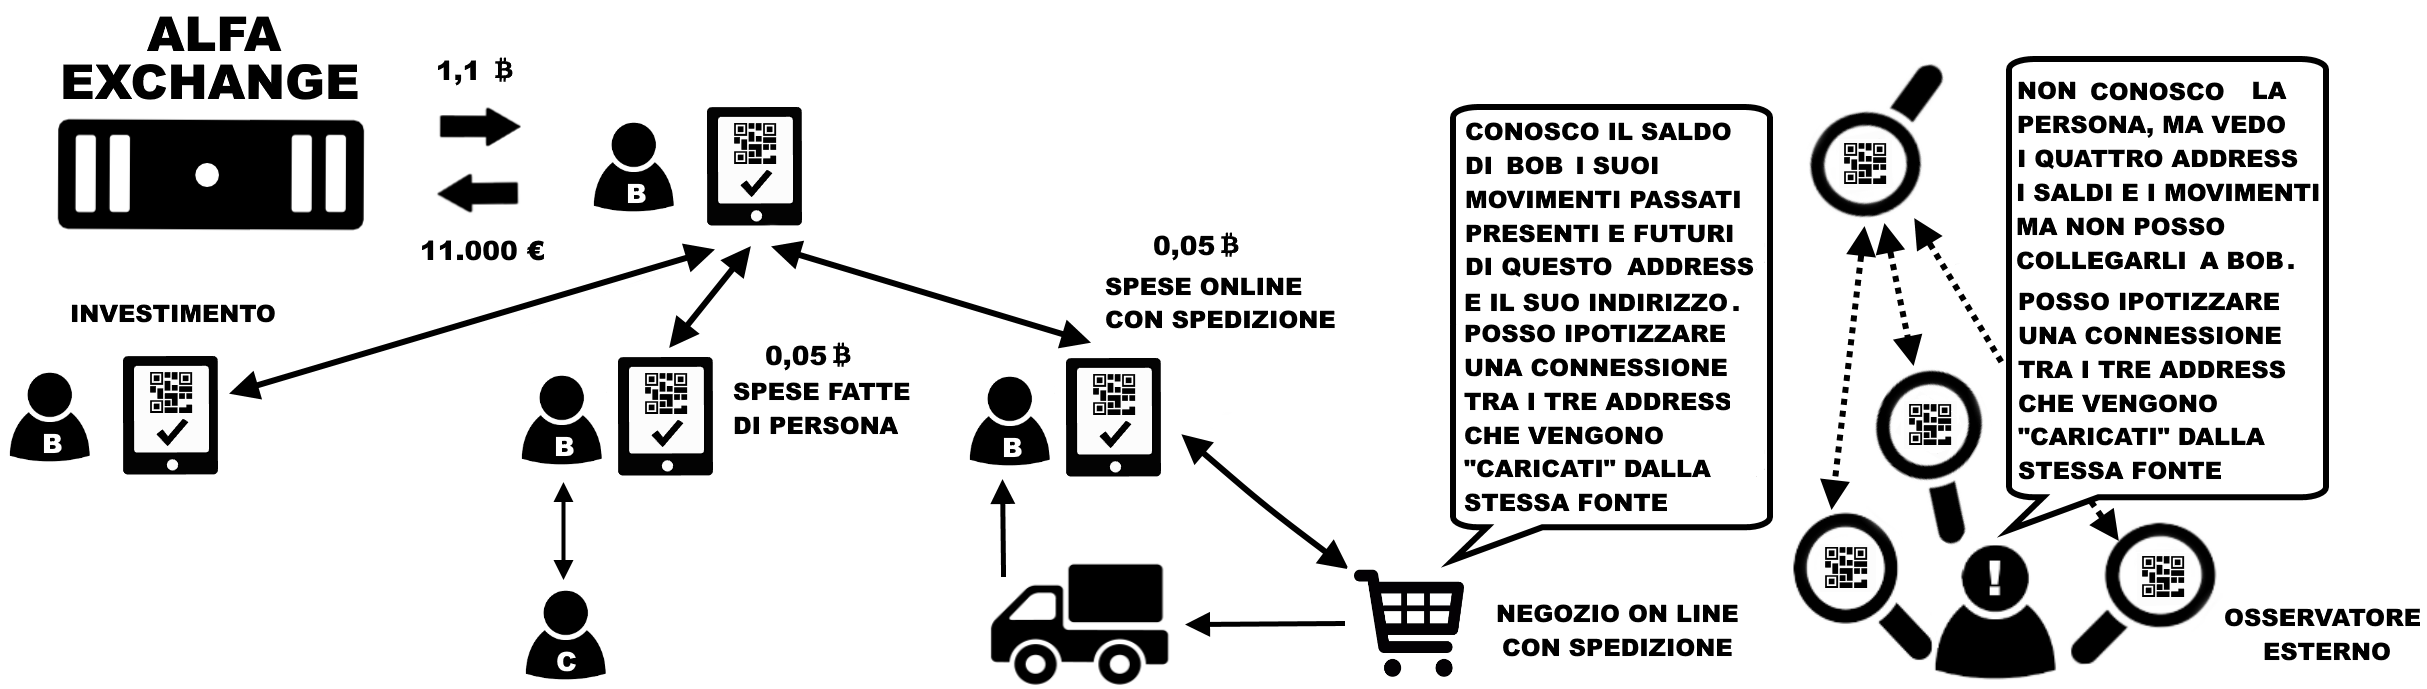 ALFA
EXCHANGE
1,1 ₿
11.000 €
B
INVESTIMENTO
B
0,05 ₿
SPESE FATTE
DI PERSONA
B
C
0,05 ₿
SPESE ONLINE
CON SPEDIZIONE
B
CONOSCO IL SALDO
DI BOB I SUOI
MOVIMENTI PASSATI
PRESENTI E FUTURI
DI QUESTO ADDRESS
E IL SUO INDIRIZZO.
POSSO IPOTIZZARE
UNA CONNESSIONE
TRA I TRE ADDRESS
CHE VENGONO
"CARICATI" DALLA
STESSA FONTE
NEGOZIO ON LINE
CON SPEDIZIONE
NON CONOSCO LA
PERSONA, MA VEDO
I QUATTRO ADDRESS
I SALDI E I MOVIMENTI
MA NON POSSO
COLLEGARLI A BOB.
POSSO IPOTIZZARE
UNA CONNESSIONE
TRA I TRE ADDRESS
CHE VENGONO
"CARICATI" DALLA
STESSA FONTE
!
OSSERVATORE
ESTERNO